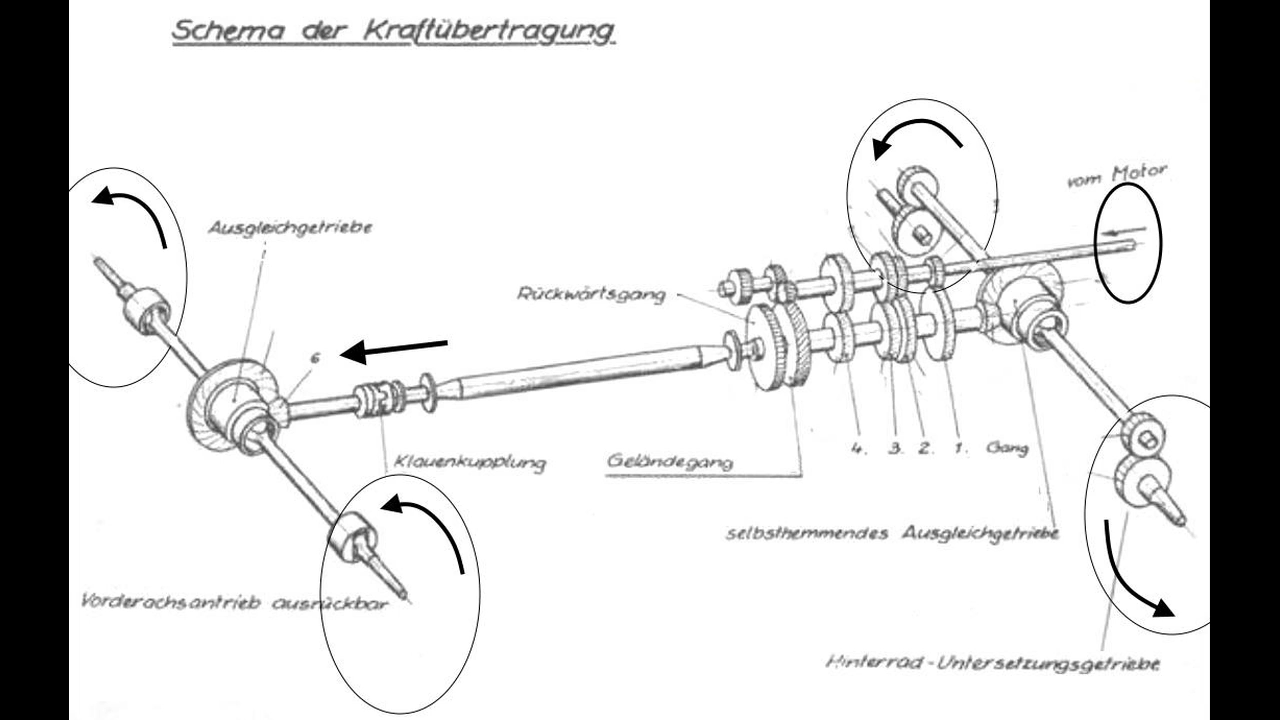 Schema der Kraftübertragung
vom Motor
Ausgleichgetriebe
Rückwärtsgang
6
4. 3. 2. 1. Gang
Klauenkupplung
Geländegang
selbsthemmendes Ausgleichgetriebe
Vorderachsantrieb ausrückbar
Hinterrad-Untersetzungsgetriebe